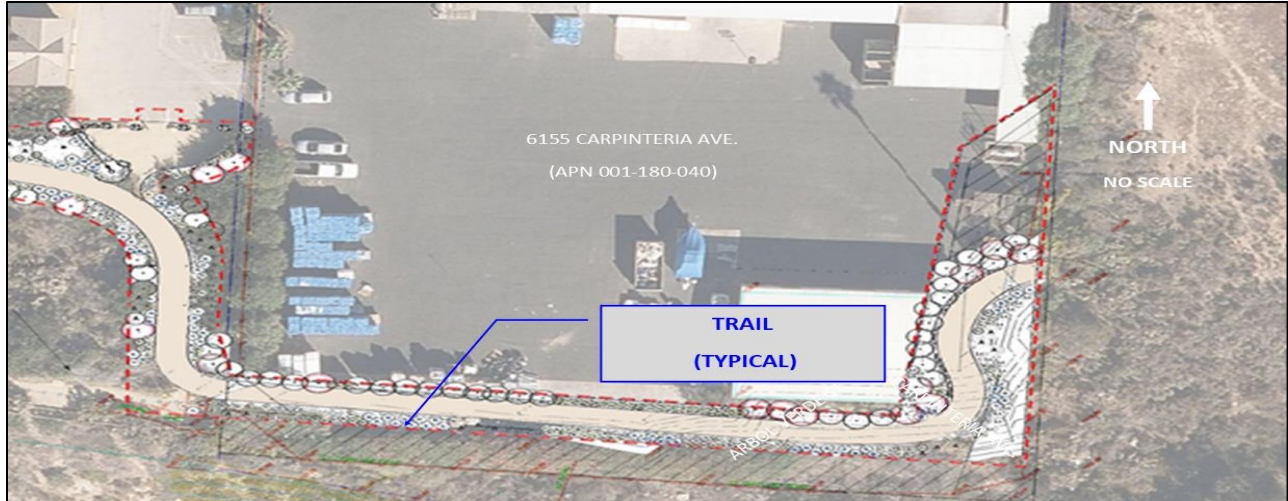 6155 CARPINTERIA AVE.
(APN 001-180-040)
NORTH
NO SCALE
TRAIL
(TYPICAL)